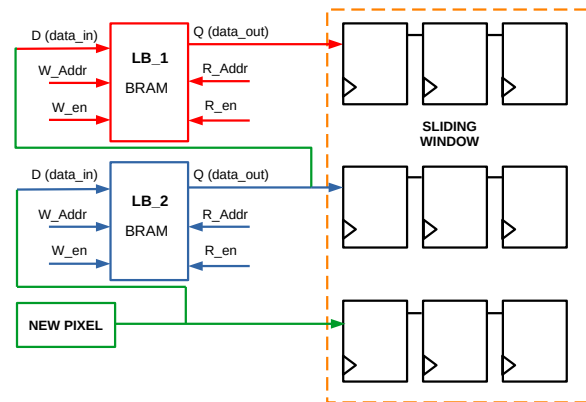 D (data_in)
Q (data_out)
LB_1
BRAM
W_Addr
R_Addr
W_en
R_en
SLIDING
WINDOW
D (data_in)
Q (data_out)
LB_2
BRAM
W_Addr
R_Addr
W_en
R_en
NEW PIXEL